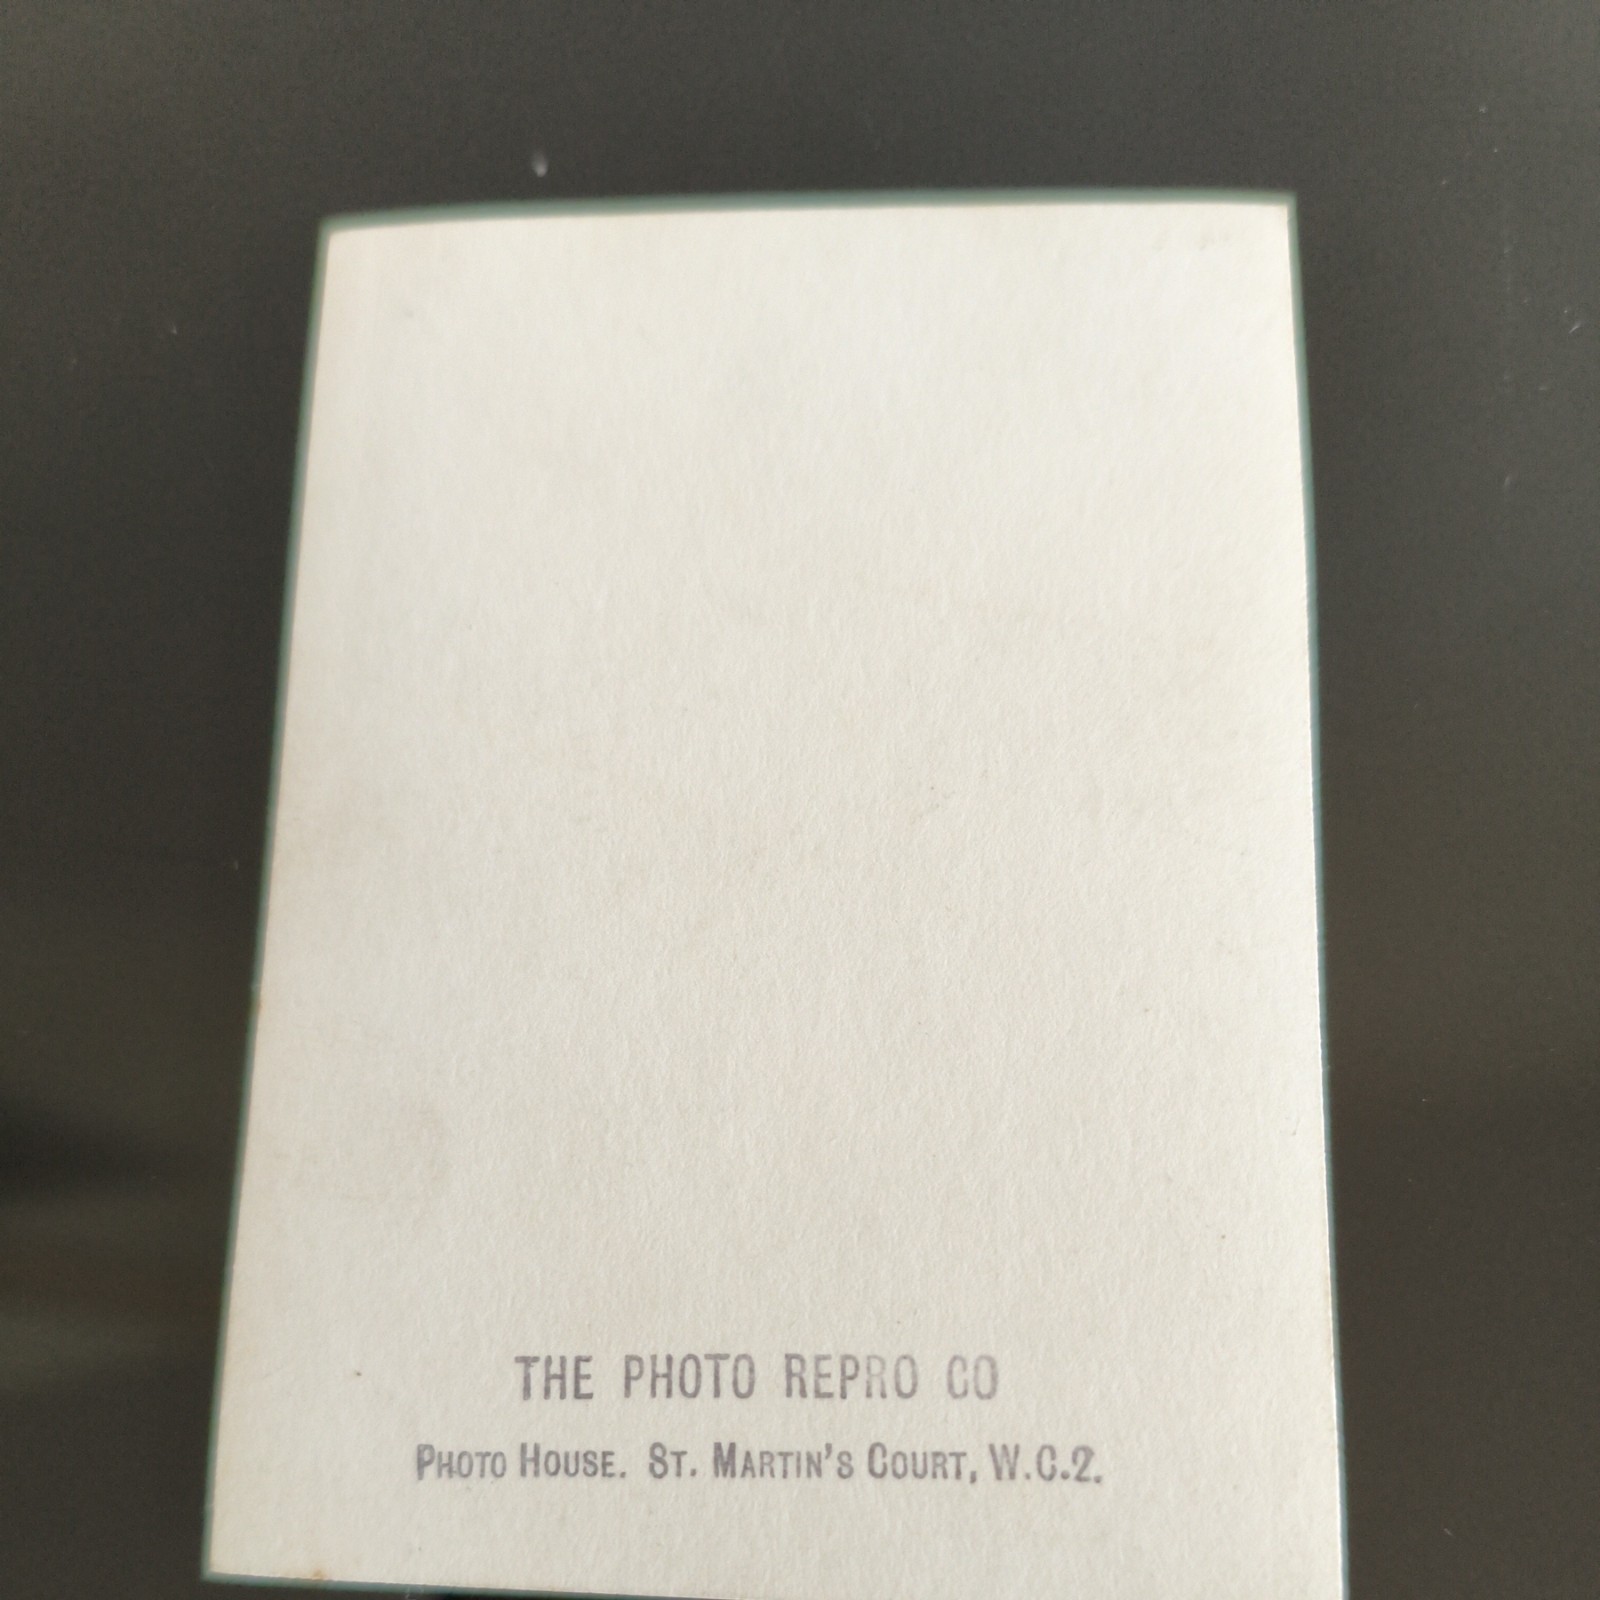 THE PHOTO REPRO CO
PHOTO HOUSE. ST. MARTIN'S COURT, W.C.2.